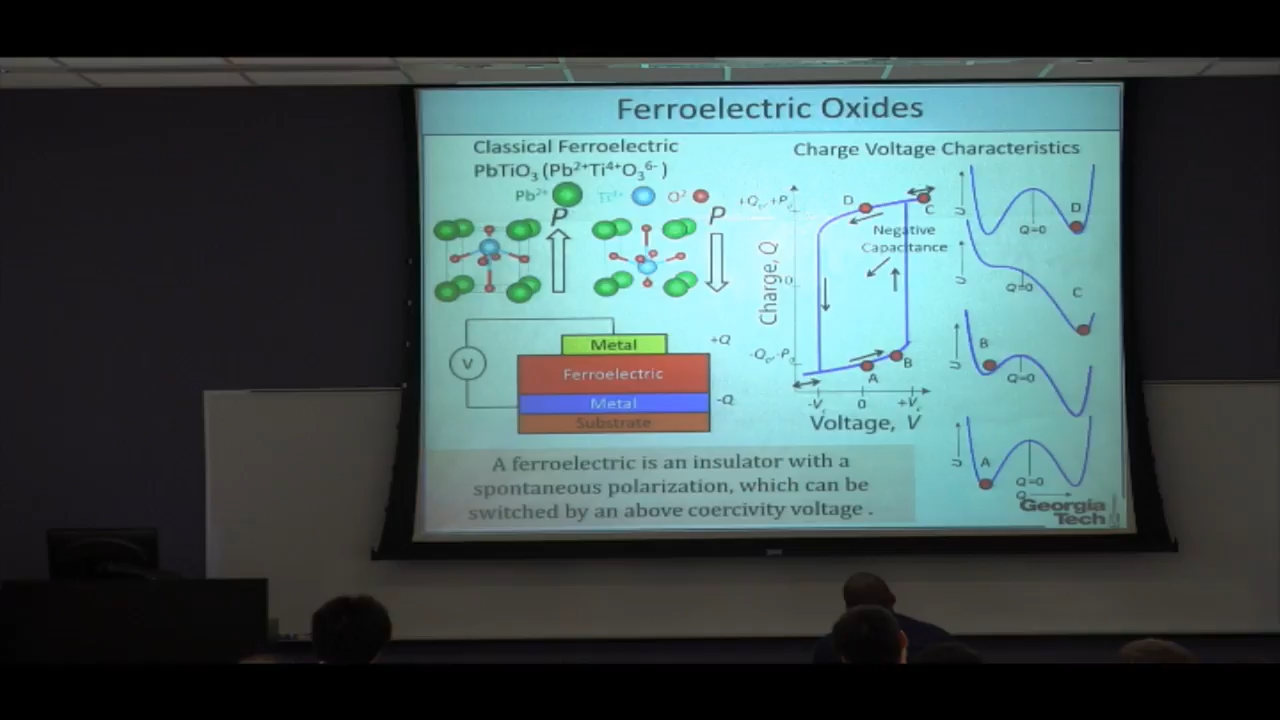 Ferroelectric Oxides
Classical Ferroelectric
PbTiO₃ (Pb²⁺Ti⁴⁺O₃⁶⁻)
Pb²⁺ Ti⁴⁺ O²⁻
P
P
V
Metal
Ferroelectric
Metal
Substrate
+Q
-Q
Charge Voltage Characteristics
D
C
Negative
Capacitance
Charge, Q
0
A
B
0
Voltage, V
U
Q=0
D
U
Q=0
C
U
B
Q=0
U
A
Q=0
Q
A ferroelectric is an insulator with a
spontaneous polarization, which can be
switched by an above coercivity voltage .
Georgia
Tech